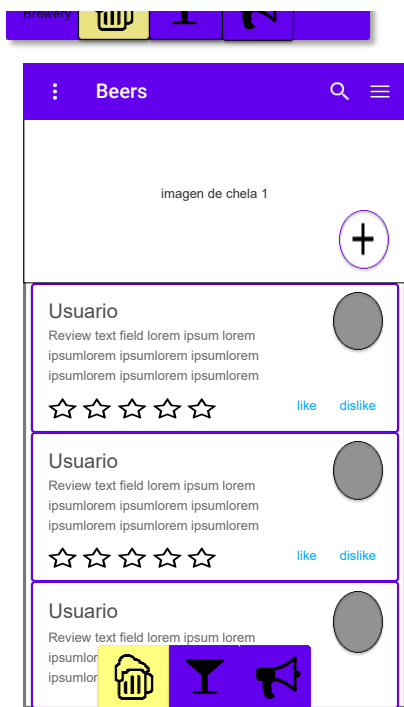 Brewery
Beers
imagen de chela 1
Usuario
Review text field lorem ipsum lorem
ipsumlorem ipsumlorem ipsumlorem
ipsumlorem ipsumlorem ipsumlorem
like dislike
Usuario
Review text field lorem ipsum lorem
ipsumlorem ipsumlorem ipsumlorem
ipsumlorem ipsumlorem ipsumlorem
like dislike
Usuario
Review text field lorem ipsum lorem